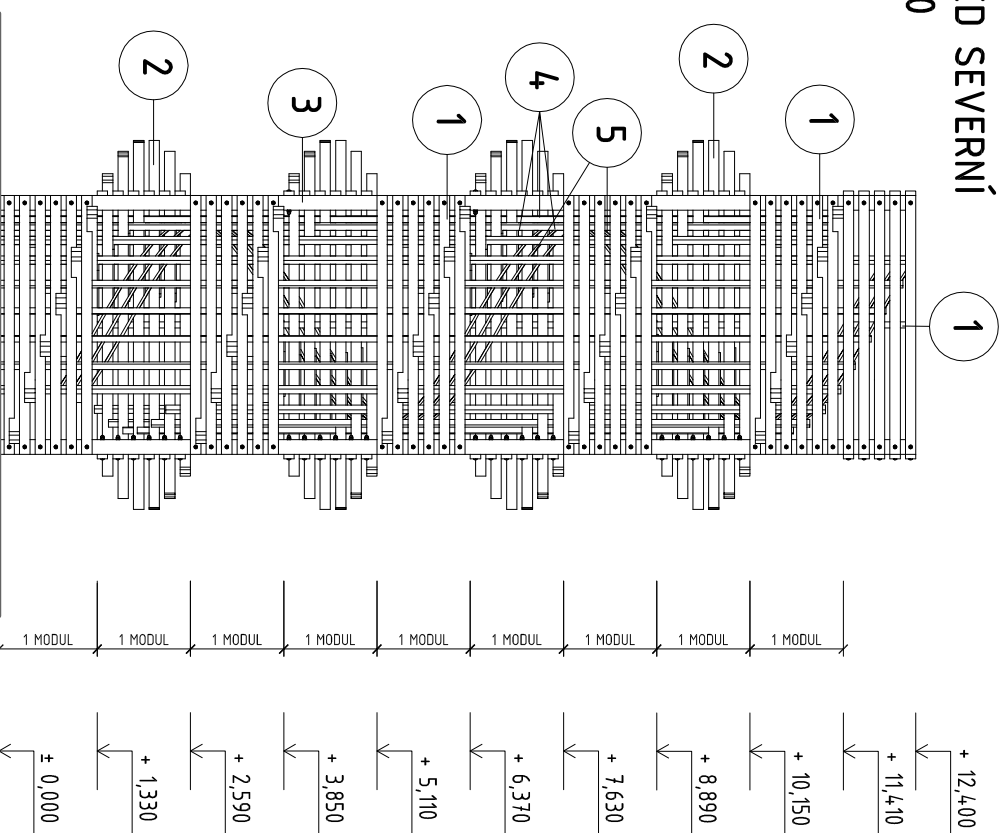 ED SEVERNÍ
0
2
3
1
4
5
2
1
1
1 MODUL
1 MODUL
1 MODUL
1 MODUL
1 MODUL
1 MODUL
1 MODUL
1 MODUL
1 MODUL
± 0,000
+ 1,330
+ 2,590
+ 3,850
+ 5,110
+ 6,370
+ 7,630
+ 8,890
+ 10,150
+ 11,410
+ 12,400